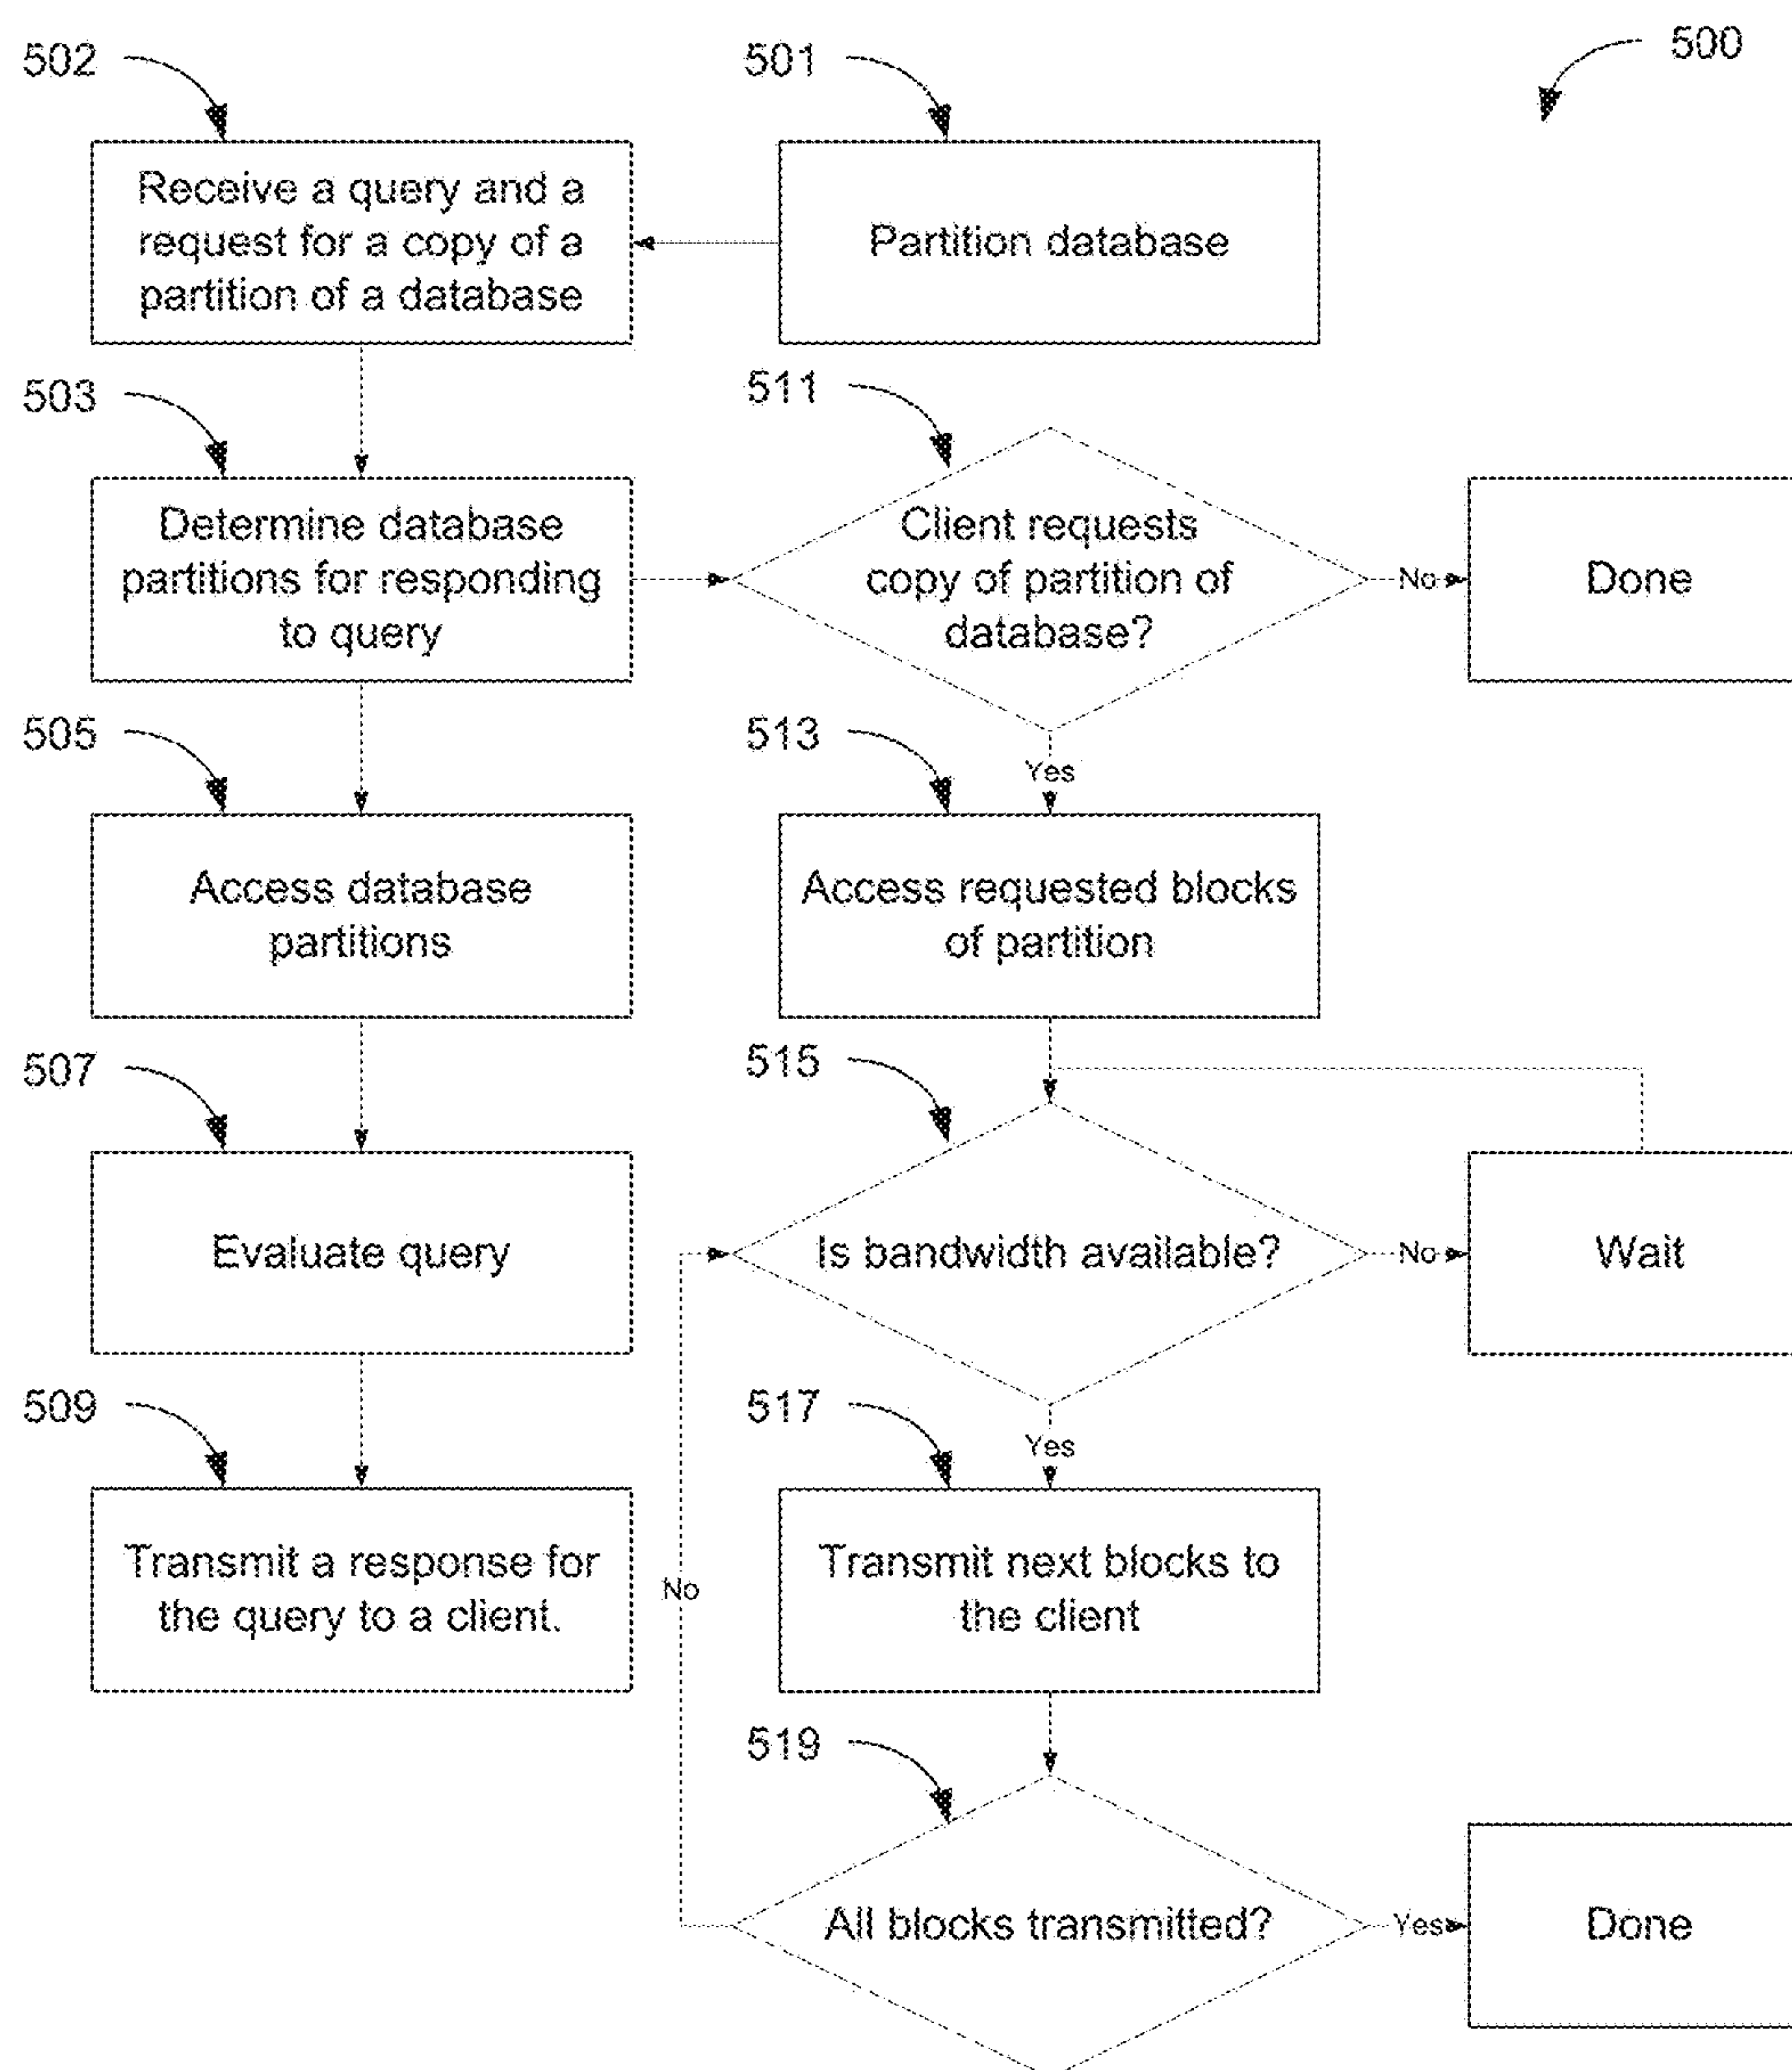 502
501
500
Receive a query and a
request for a copy of a
partition of a database
Partition database
503
511
Determine database
partitions for responding
to query
Client requests
copy of partition of
database?
No
Done
505
513
Yes
Access database
partitions
Access requested blocks
of partition
507
515
Evaluate query
Is bandwidth available?
No
Wait
509
517
Yes
Transmit a response for
the query to a client.
No
Transmit next blocks to
the client
519
All blocks transmitted?
Yes
Done